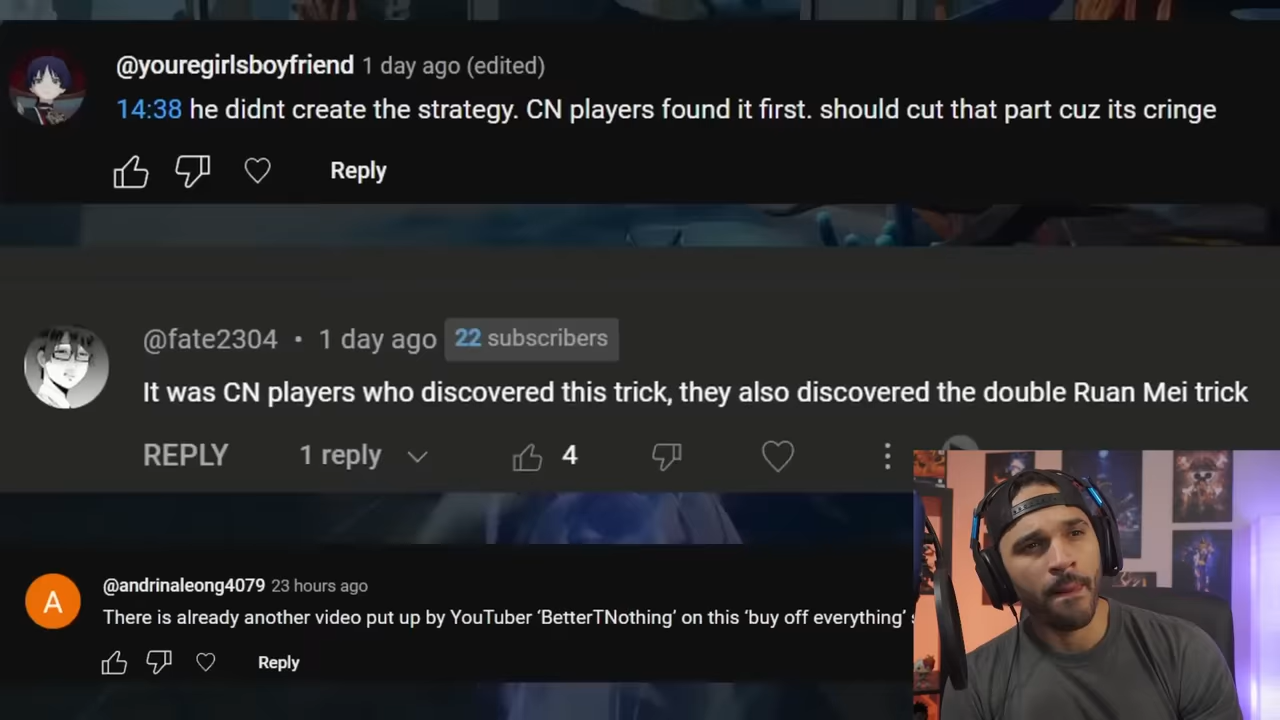 @youregirlsboyfriend 1 day ago (edited)
14:38 he didnt create the strategy. CN players found it first. should cut that part cuz its cringe
Reply
@fate2304 • 1 day ago 22 subscribers
It was CN players who discovered this trick, they also discovered the double Ruan Mei trick
REPLY 1 reply 4
A @andrinaleong4079 23 hours ago
There is already another video put up by YouTuber ‘BetterTNothing’ on this ‘buy off everything’
Reply